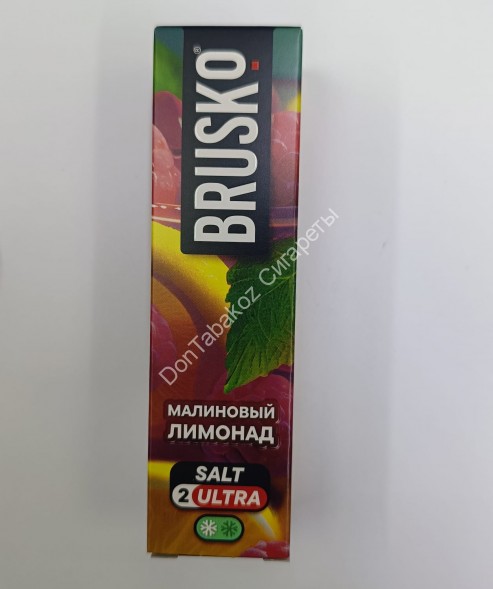 BRUSKO®
DonTabakoz Сигареты
МАЛИНОВЫЙ
ЛИМОНАД
SALT
2 ULTRA